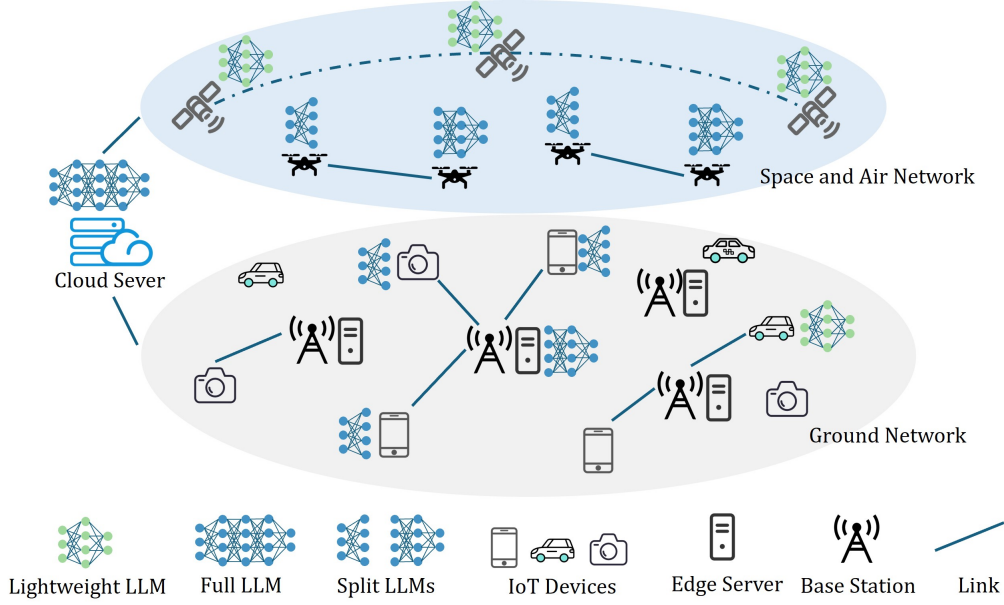 Space and Air Network
Cloud Sever
Ground Network
Lightweight LLM
Full LLM
Split LLMs
IoT Devices
Edge Server
Base Station
Link